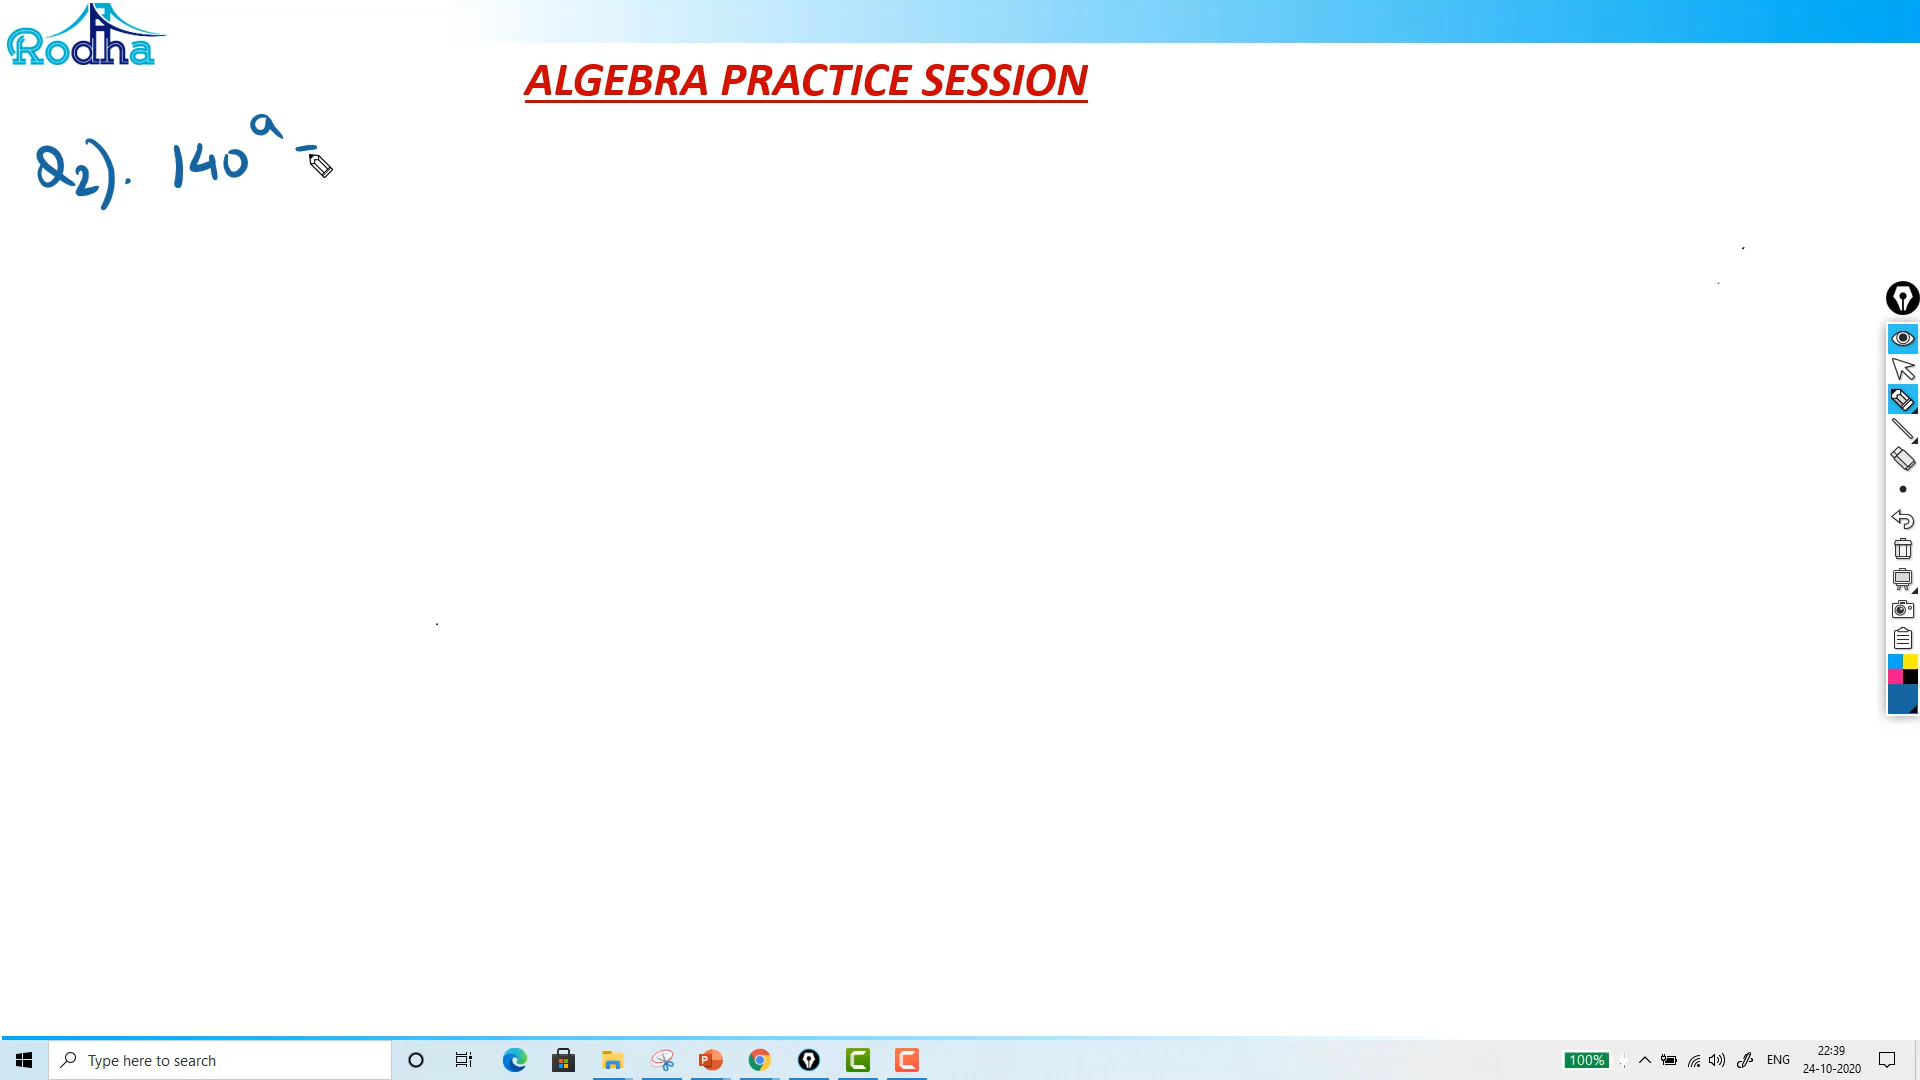 Rodha
ALGEBRA PRACTICE SESSION
Q2). 140^a -
Type here to search
100%
ENG
22:39
24-10-2020